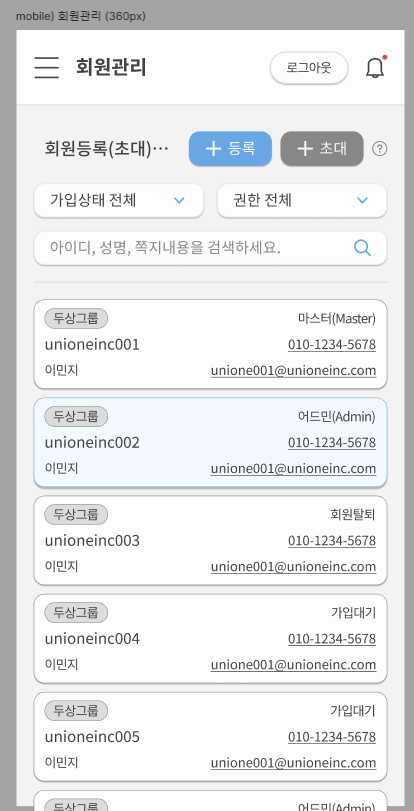 mobile) 회원관리 (360px)
회원관리
로그아웃
회원등록(초대)···
+ 등록
+ 초대
?
가입상태 전체
권한 전체
아이디, 성명, 쪽지내용을 검색하세요.
두상그룹 마스터(Master)
unioneinc001 010-1234-5678
이민지 unione001@unioneinc.com
두상그룹 어드민(Admin)
unioneinc002 010-1234-5678
이민지 unione001@unioneinc.com
두상그룹 회원탈퇴
unioneinc003 010-1234-5678
이민지 unione001@unioneinc.com
두상그룹 가입대기
unioneinc004 010-1234-5678
이민지 unione001@unioneinc.com
두상그룹 가입대기
unioneinc005 010-1234-5678
이민지 unione001@unioneinc.com
두상그룹 어드민(Admin)